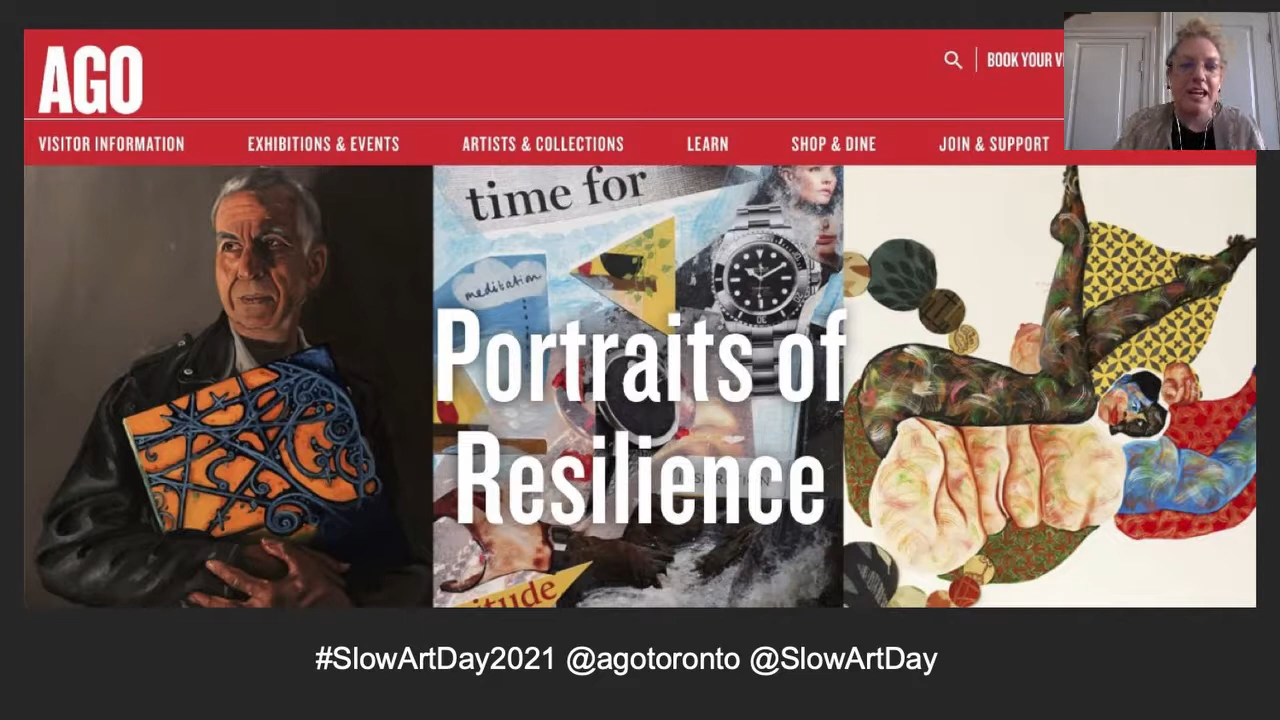 AGO
BOOK YOUR
VISITOR INFORMATION
EXHIBITIONS & EVENTS
ARTISTS & COLLECTIONS
LEARN
SHOP & DINE
JOIN & SUPPORT
time for
meditation
Portraits of
Resilience
#SlowArtDay2021 @agotoronto @SlowArtDay